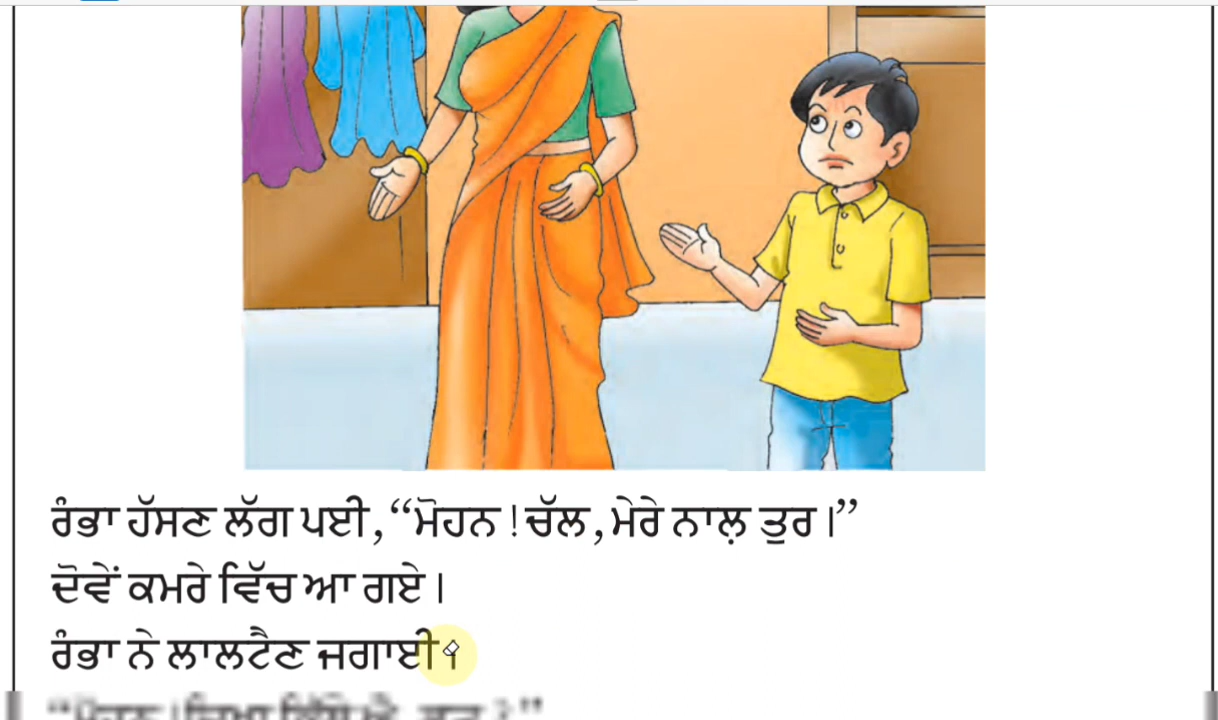 ਰੰਭਾ ਹੱਸਣ ਲੱਗ ਪਈ, “ਮੋਹਨ ! ਚੱਲ, ਮੇਰੇ ਨਾਲ਼ ਤੁਰ।”
ਦੋਵੇਂ ਕਮਰੇ ਵਿੱਚ ਆ ਗਏ।
ਰੰਭਾ ਨੇ ਲਾਲਟੈਣ ਜਗਾਈ।